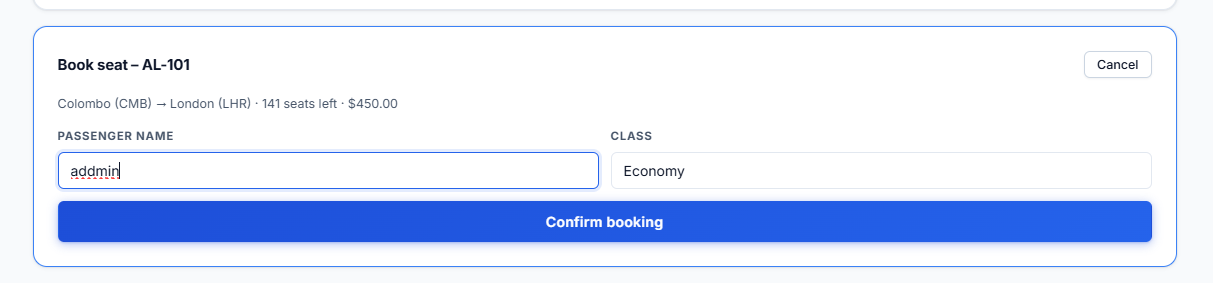 Book seat – AL-101
Cancel
Colombo (CMB) → London (LHR) · 141 seats left · $450.00
PASSENGER NAME
CLASS
addmin
Economy
Confirm booking